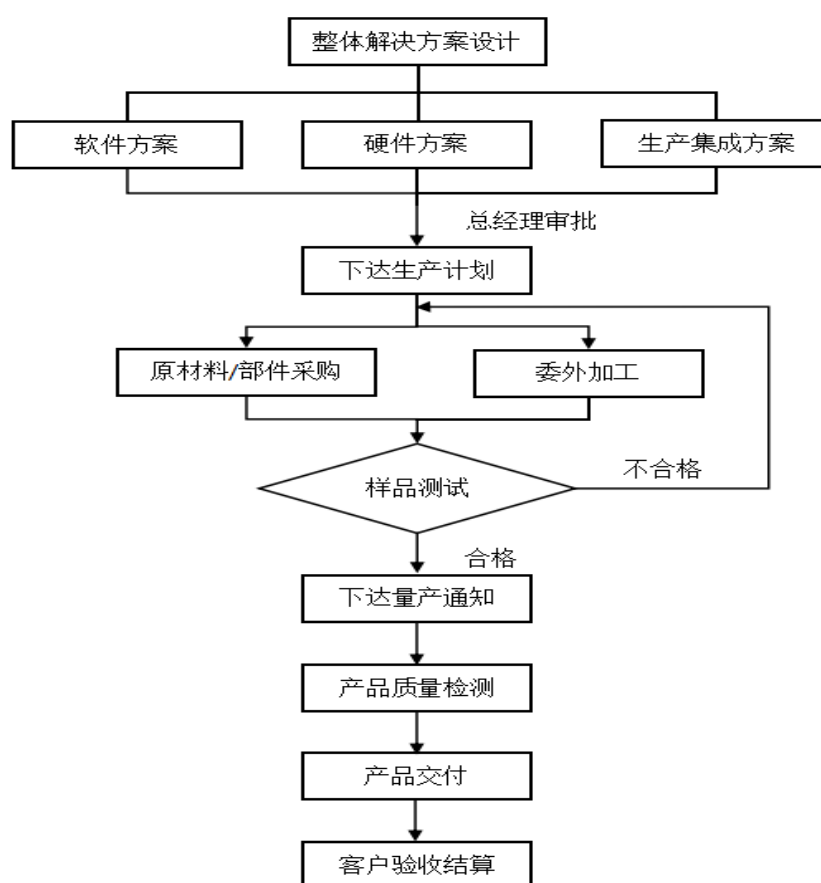 整体解决方案设计
软件方案
硬件方案
生产集成方案
总经理审批
下达生产计划
原材料/部件采购
委外加工
样品测试
不合格
合格
下达量产通知
产品质量检测
产品交付
客户验收结算